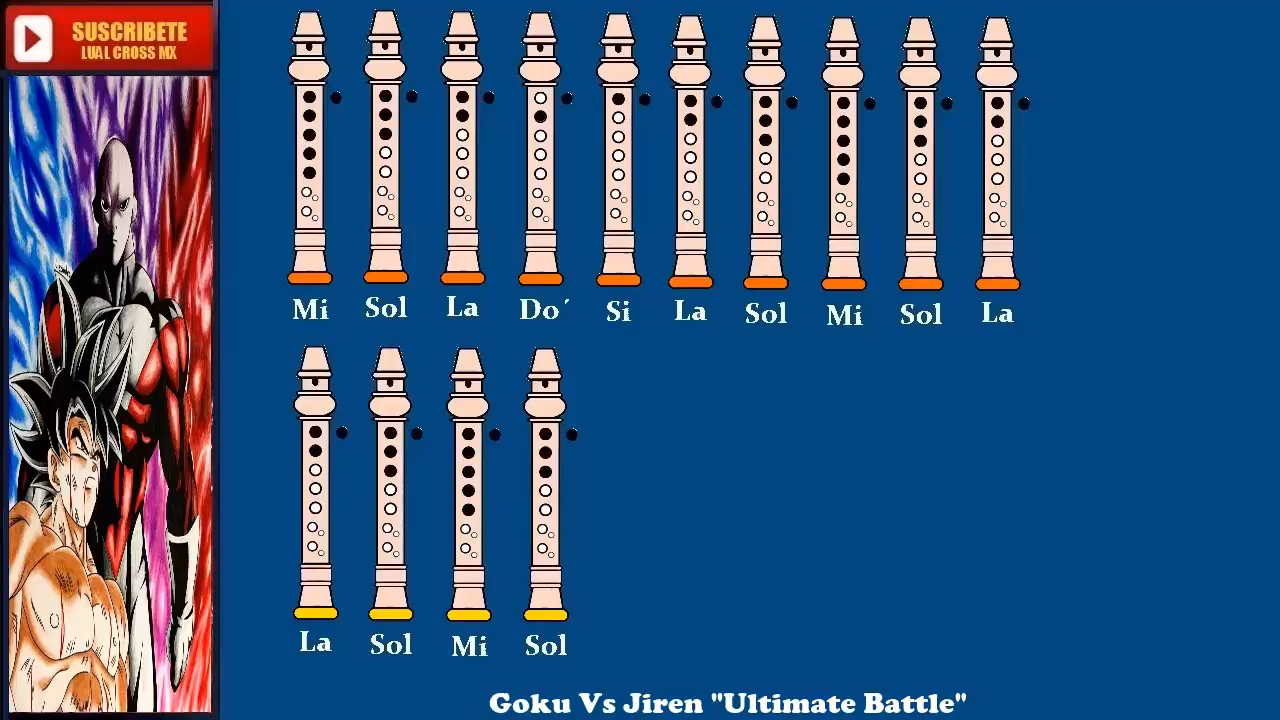 SUSCRIBETE
LUAL CROSS MX
Mi Sol La Do´ Si La Sol Mi Sol La
La Sol Mi Sol
Goku Vs Jiren "Ultimate Battle"